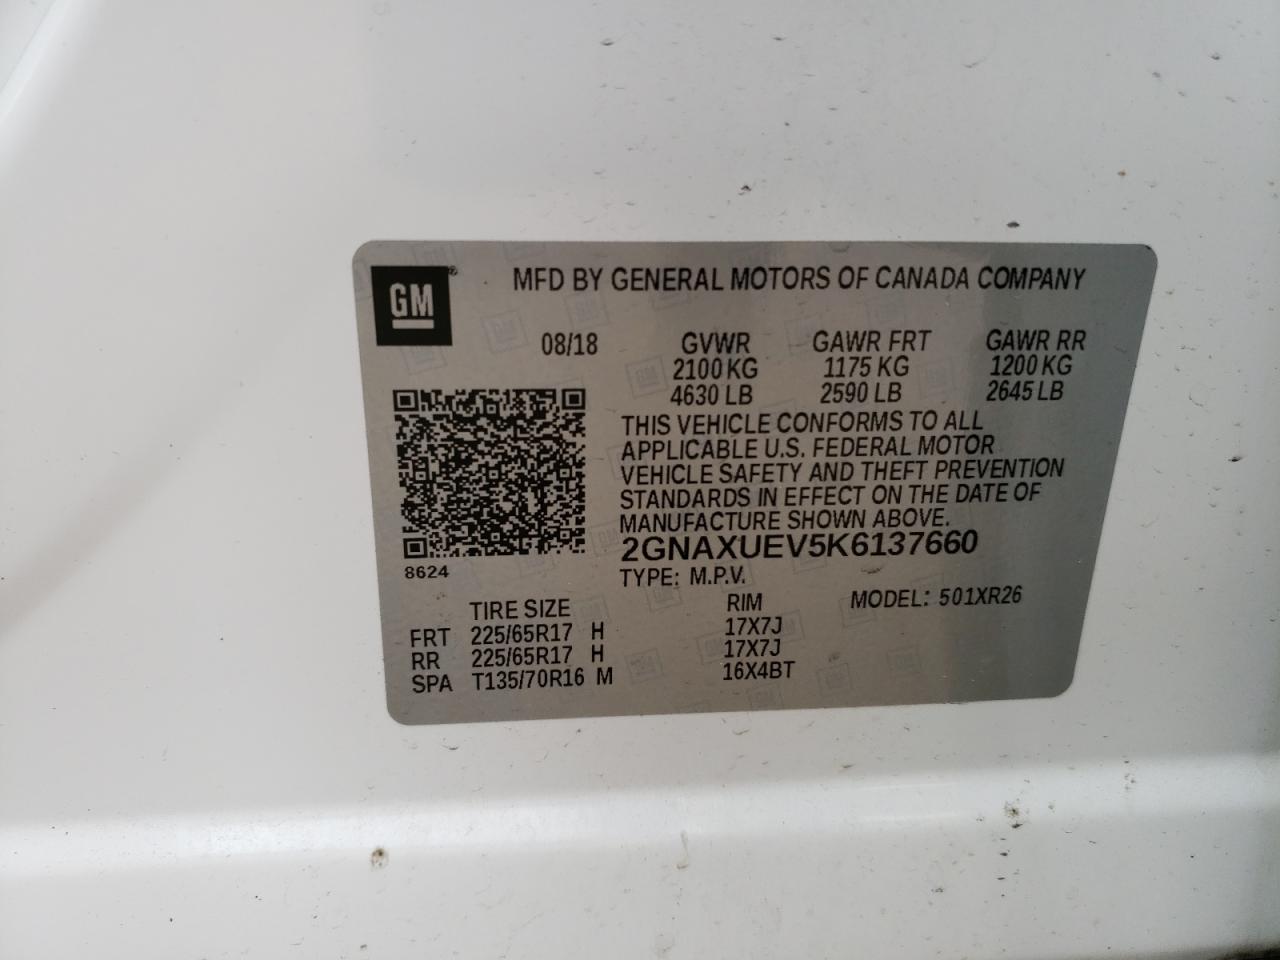 GM®
MFD BY GENERAL MOTORS OF CANADA COMPANY
08/18 GVWR GAWR FRT GAWR RR
2100 KG 1175 KG 1200 KG
4630 LB 2590 LB 2645 LB
THIS VEHICLE CONFORMS TO ALL
APPLICABLE U.S. FEDERAL MOTOR
VEHICLE SAFETY AND THEFT PREVENTION
STANDARDS IN EFFECT ON THE DATE OF
MANUFACTURE SHOWN ABOVE.
2GNAXUEV5K6137660
8624
TYPE: M.P.V.
TIRE SIZE RIM MODEL: 501XR26
FRT 225/65R17 H 17X7J
RR 225/65R17 H 17X7J
SPA T135/70R16 M 16X4BT